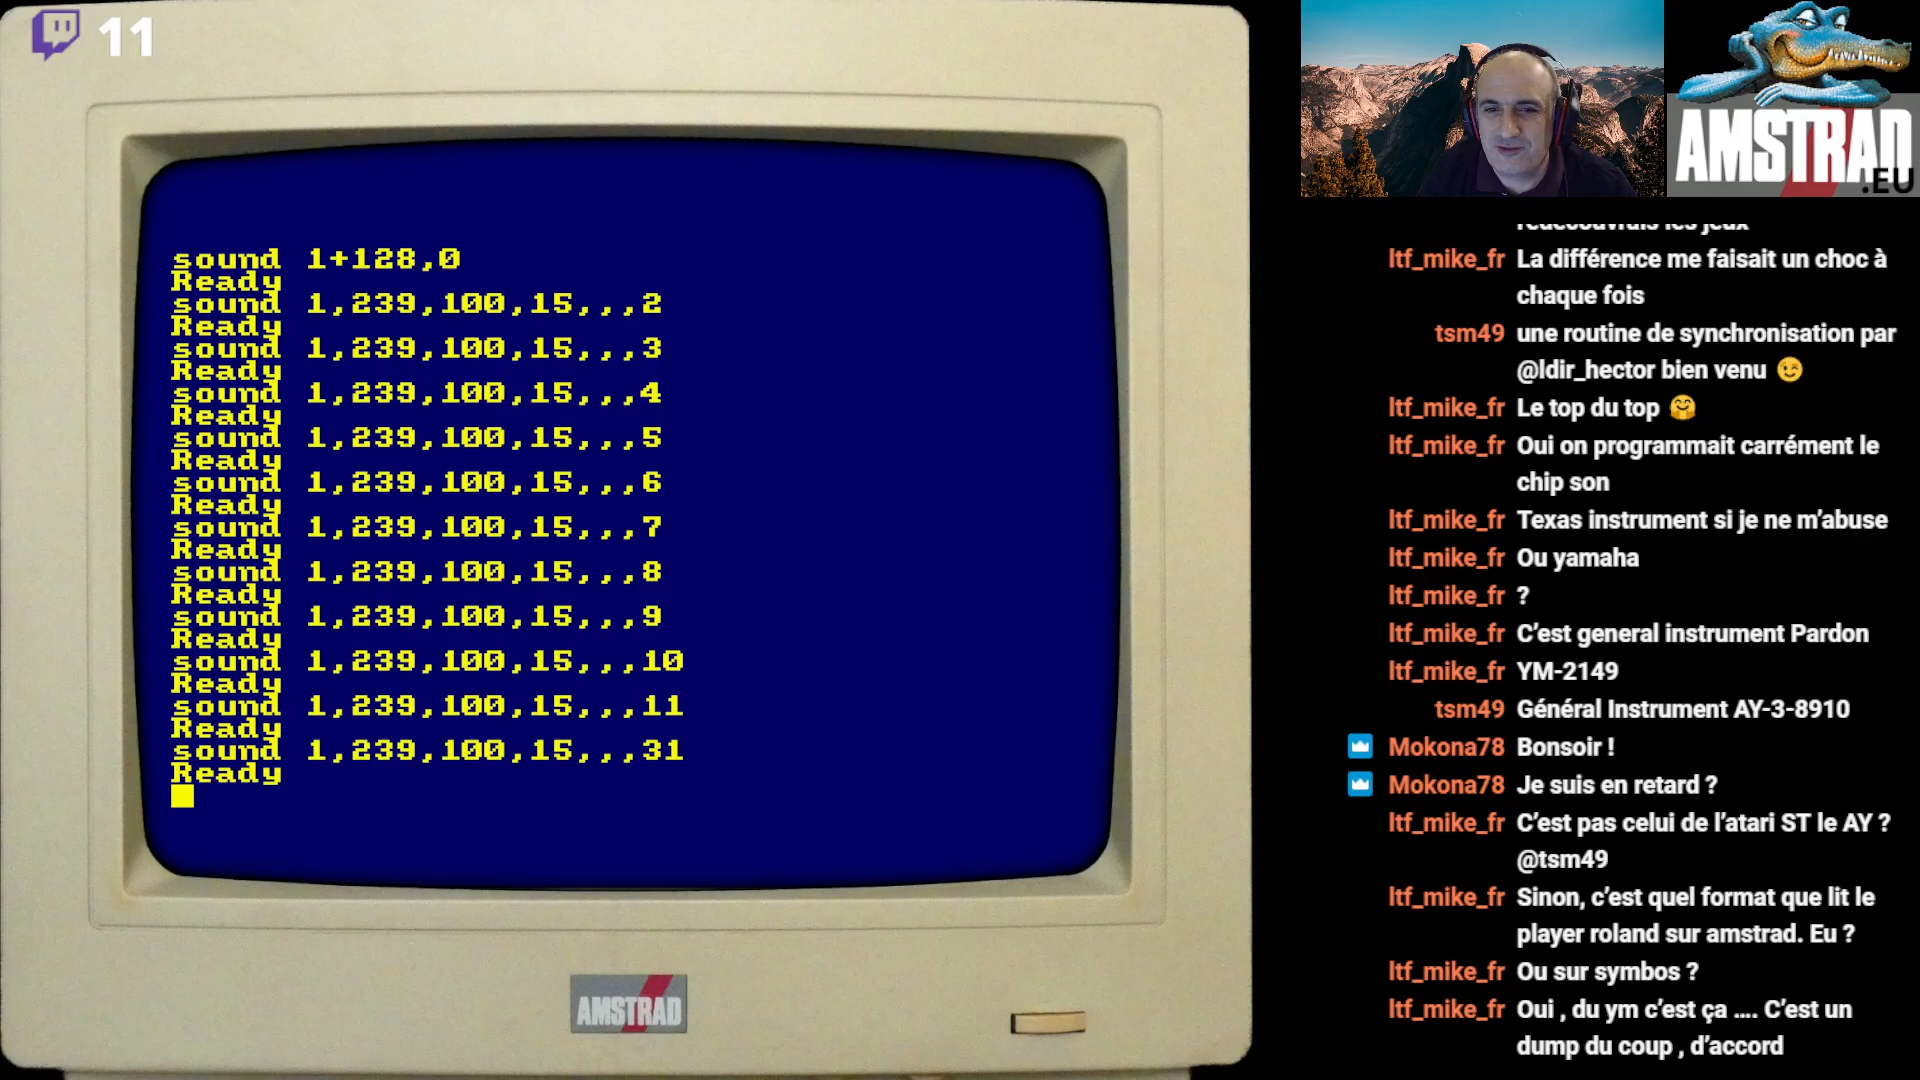 11
sound 1+128,0
Ready
sound 1,239,100,15,,,2
Ready
sound 1,239,100,15,,,3
Ready
sound 1,239,100,15,,,4
Ready
sound 1,239,100,15,,,5
Ready
sound 1,239,100,15,,,6
Ready
sound 1,239,100,15,,,7
Ready
sound 1,239,100,15,,,8
Ready
sound 1,239,100,15,,,9
Ready
sound 1,239,100,15,,,10
Ready
sound 1,239,100,15,,,11
Ready
sound 1,239,100,15,,,31
Ready
AMSTRAD
AMSTRAD
.EU
redécouvrais les jeux
ltf_mike_fr La différence me faisait un choc à
chaque fois
tsm49 une routine de synchronisation par
@ldir_hector bien venu 😉
ltf_mike_fr Le top du top 🤗
ltf_mike_fr Oui on programmait carrément le
chip son
ltf_mike_fr Texas instrument si je ne m’abuse
ltf_mike_fr Ou yamaha
ltf_mike_fr ?
ltf_mike_fr C’est general instrument Pardon
ltf_mike_fr YM-2149
tsm49 Général Instrument AY-3-8910
Mokona78 Bonsoir !
Mokona78 Je suis en retard ?
ltf_mike_fr C’est pas celui de l’atari ST le AY ?
@tsm49
ltf_mike_fr Sinon, c’est quel format que lit le
player roland sur amstrad. Eu ?
ltf_mike_fr Ou sur symbos ?
ltf_mike_fr Oui , du ym c’est ça .... C’est un
dump du coup , d’accord